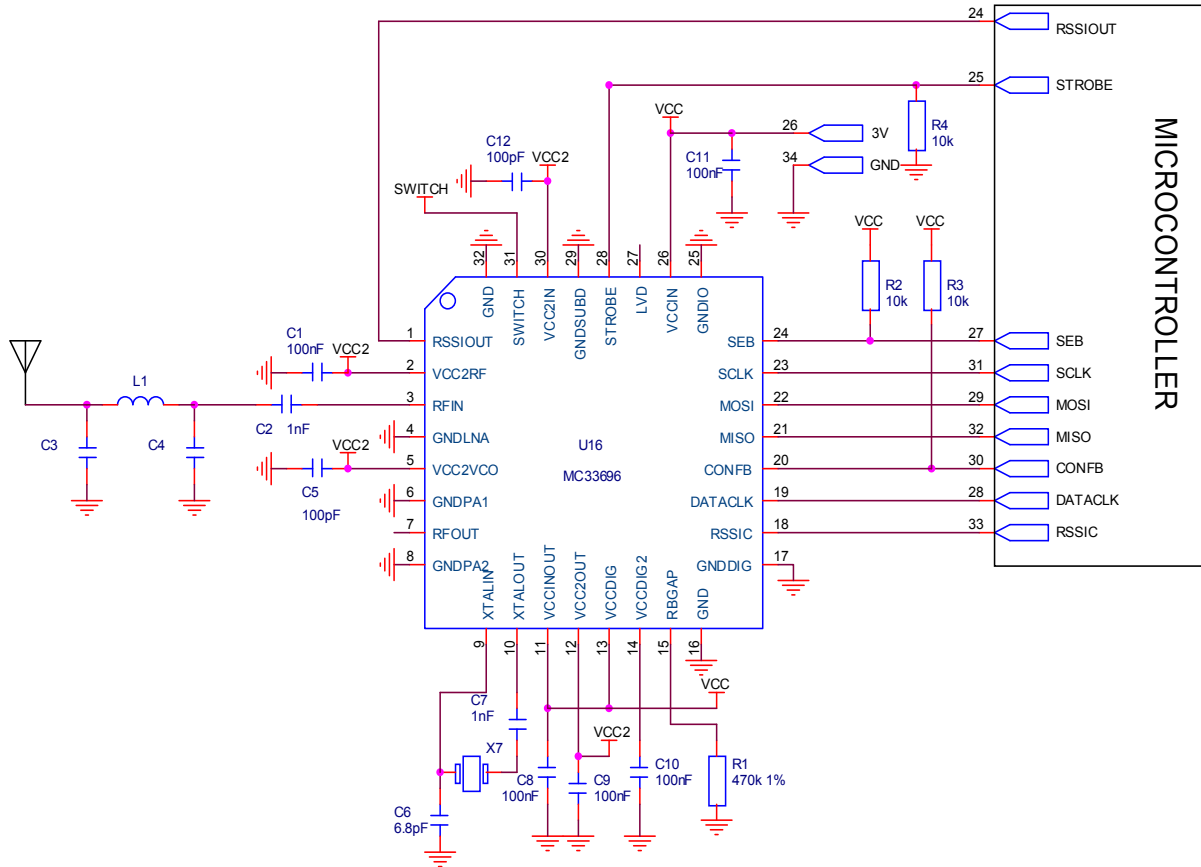 24
RSSIOUT
25
STROBE
R4
10k
MICROCONTROLLER
VCC
26
3V
C11
100nF
34
GND
C12
100pF
VCC2
SWITCH
VCC
VCC
R2
10k
R3
10k
32
31
30
29
28
27
26
25
GND
SWITCH
VCC2IN
GNDSUBD
STROBE
LVD
VCCIN
GNDIO
C1
100nF
VCC2
1
RSSIOUT
SEB
24
27
SEB
2
VCC2RF
SCLK
23
31
SCLK
L1
C2
1nF
3
RFIN
MOSI
22
29
MOSI
C3
C4
4
GNDLNA
U16
MISO
21
32
MISO
VCC2
5
VCC2VCO
MC33696
CONFB
20
30
CONFB
C5
100pF
6
GNDPA1
DATACLK
19
28
DATACLK
7
RFOUT
RSSIC
18
33
RSSIC
8
GNDPA2
GNDDIG
17
XTALIN
XTALOUT
VCCINOUT
VCC2OUT
VCCDIG
VCCDIG2
RBGAP
GND
9
10
11
12
13
14
15
16
C7
1nF
VCC
VCC2
X7
C8
100nF
C9
100nF
C10
100nF
R1
470k 1%
C6
6.8pF